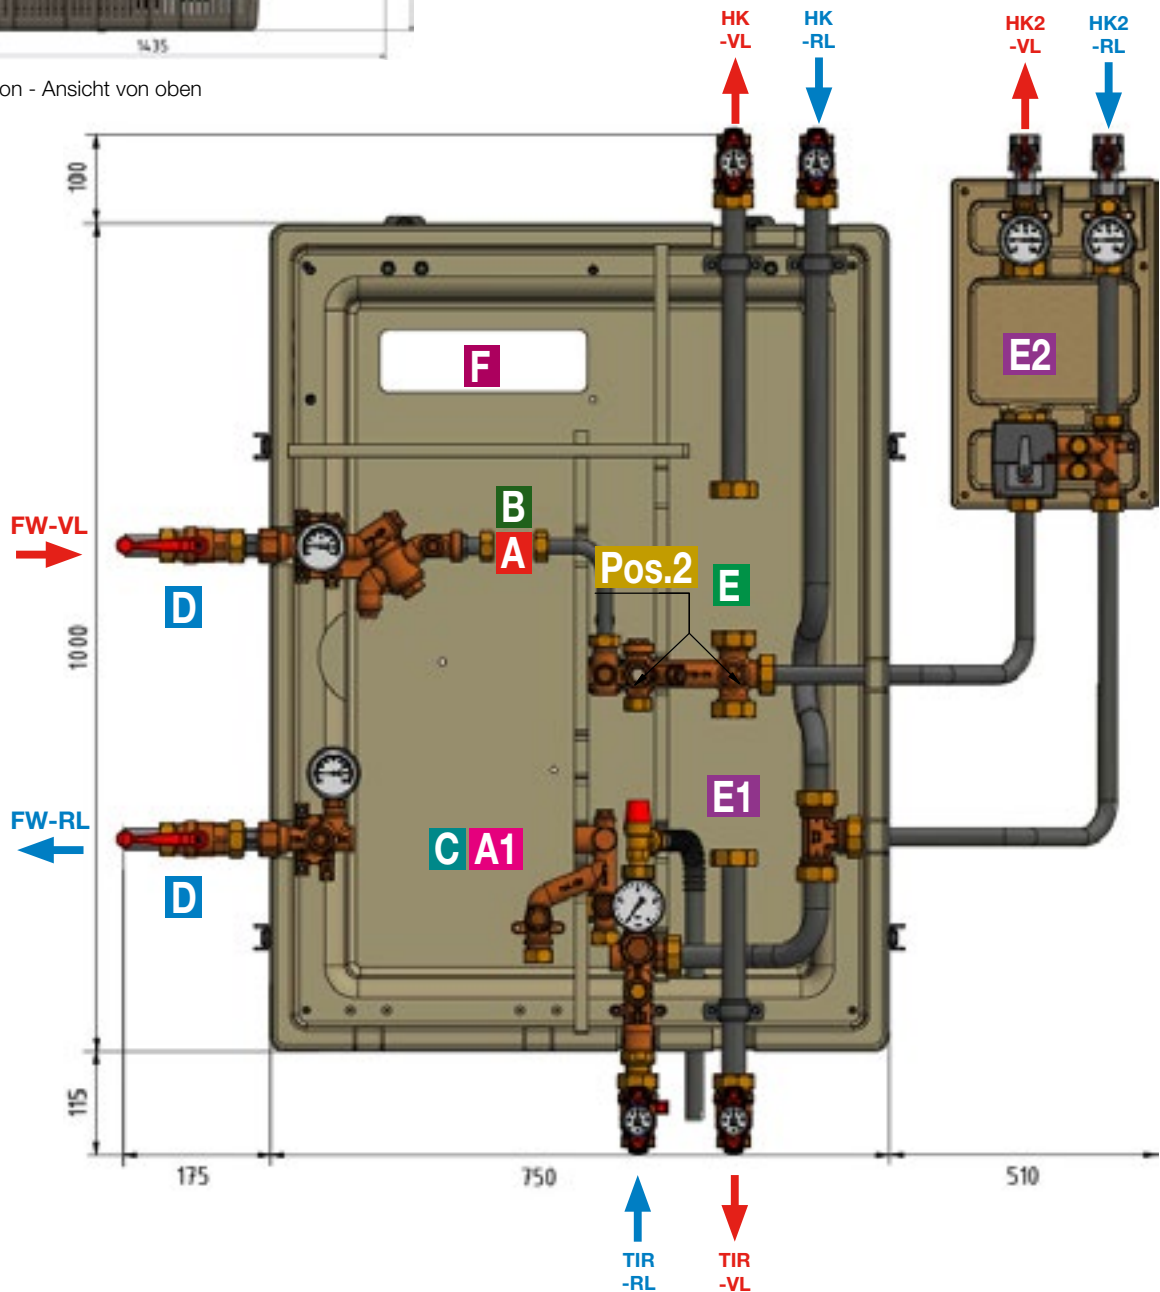 1435
on - Ansicht von oben
HK
-VL
HK
-RL
HK2
-VL
HK2
-RL
100
F
E2
B
A
FW-VL
Pos.2
E
D
1000
E1
FW-RL
C A1
D
115
175
750
510
TIR
-RL
TIR
-VL